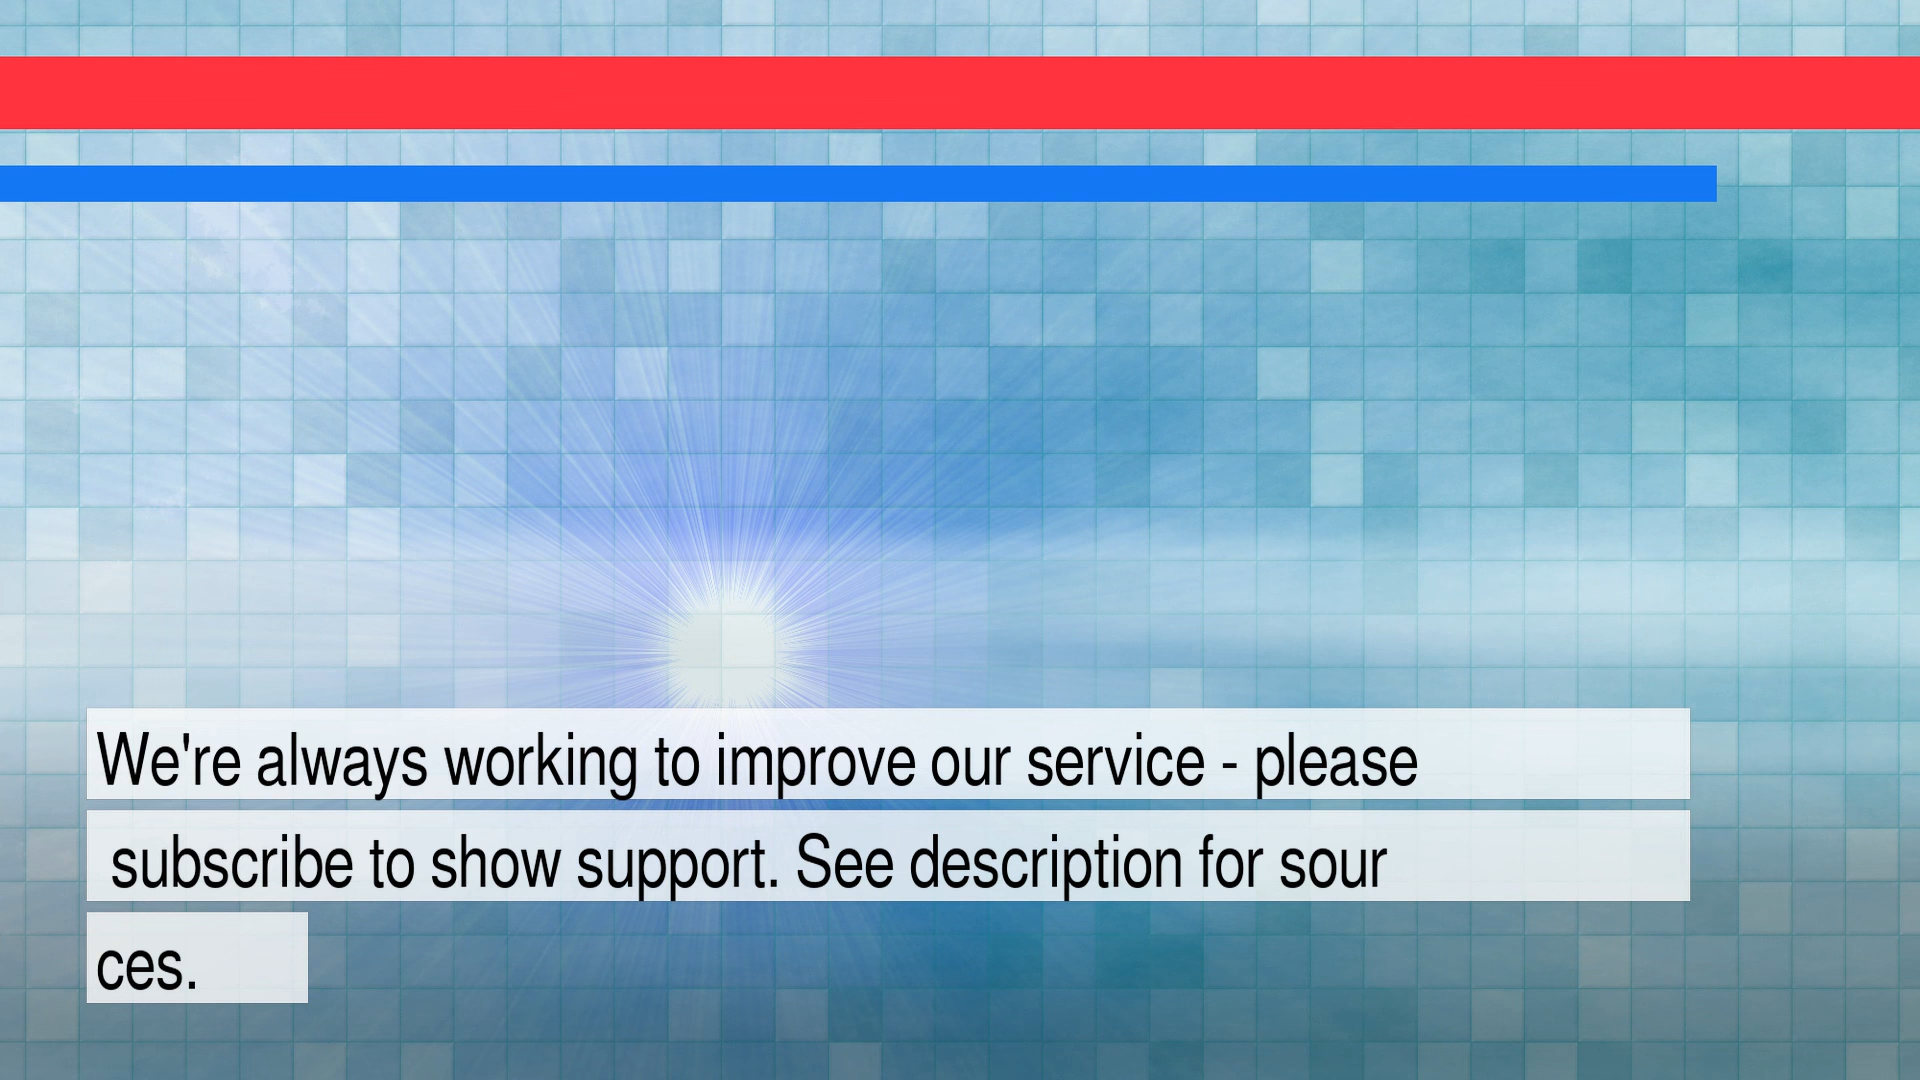 We're always working to improve our service - please
subscribe to show support. See description for sour
ces.